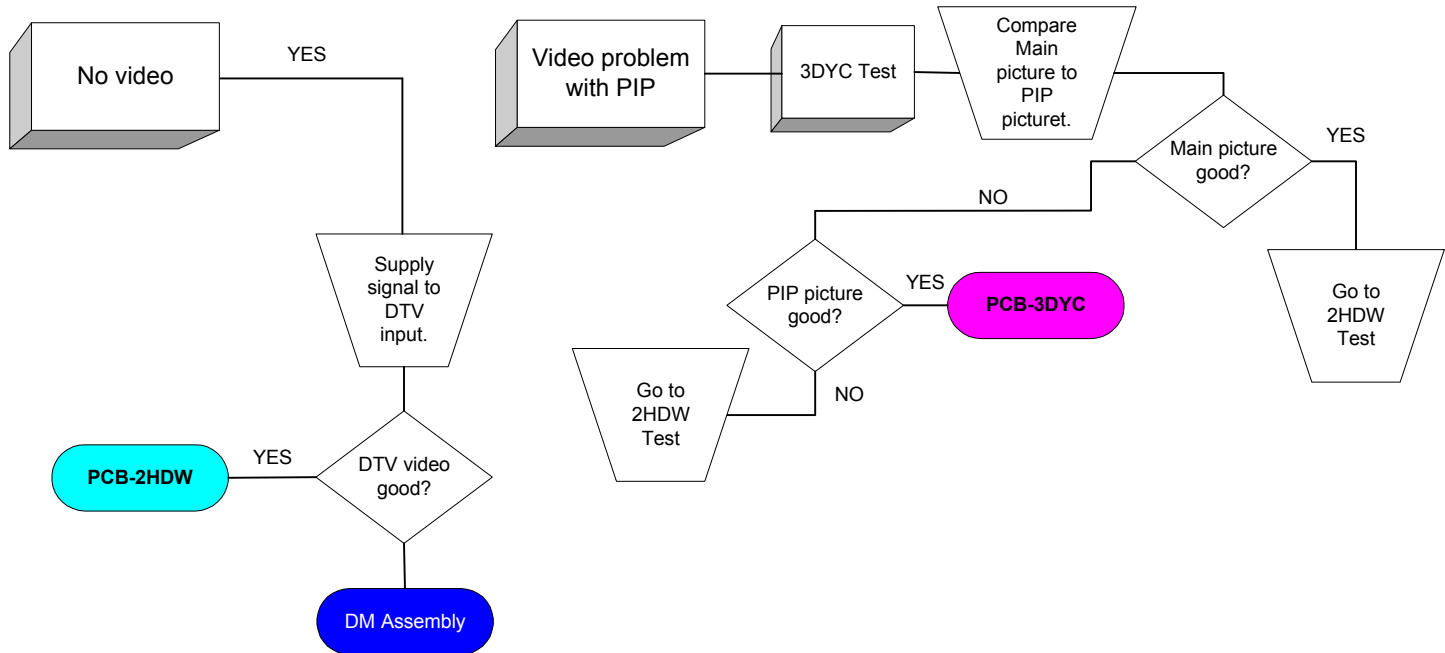 No video
YES
Supply
signal to
DTV
input.
DTV video
good?
YES
PCB-2HDW
DM Assembly
Video problem
with PIP
3DYC Test
Compare
Main
picture to
PIP
picturet.
Main picture
good?
YES
Go to
2HDW
Test
NO
PIP picture
good?
YES
PCB-3DYC
NO
Go to
2HDW
Test